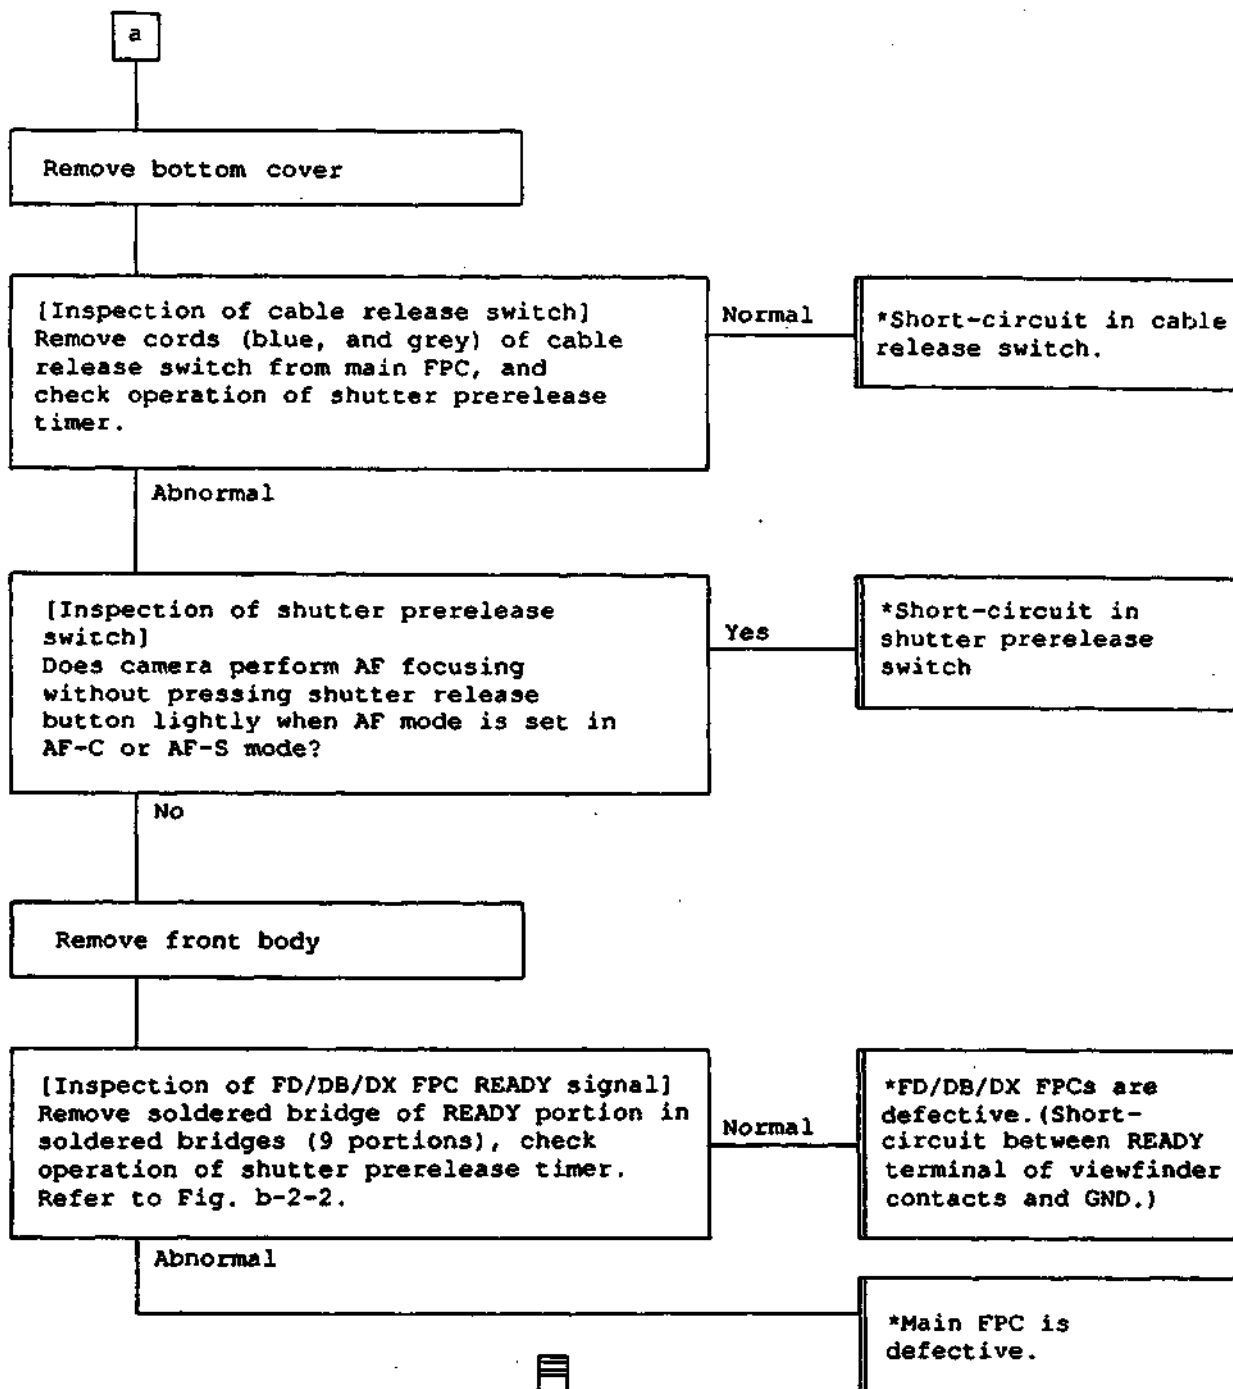 a
Remove bottom cover
[Inspection of cable release switch]
Remove cords (blue, and grey) of cable
release switch from main FPC, and
check operation of shutter prerelease
timer.
Normal
*Short-circuit in cable
release switch.
Abnormal
[Inspection of shutter prerelease
switch]
Does camera perform AF focusing
without pressing shutter release
button lightly when AF mode is set in
AF-C or AF-S mode?
Yes
*Short-circuit in
shutter prerelease
switch
No
Remove front body
[Inspection of FD/DB/DX FPC READY signal]
Remove soldered bridge of READY portion in
soldered bridges (9 portions), check
operation of shutter prerelease timer.
Refer to Fig. b-2-2.
Normal
*FD/DB/DX FPCs are
defective.(Short-
circuit between READY
terminal of viewfinder
contacts and GND.)
Abnormal
*Main FPC is
defective.